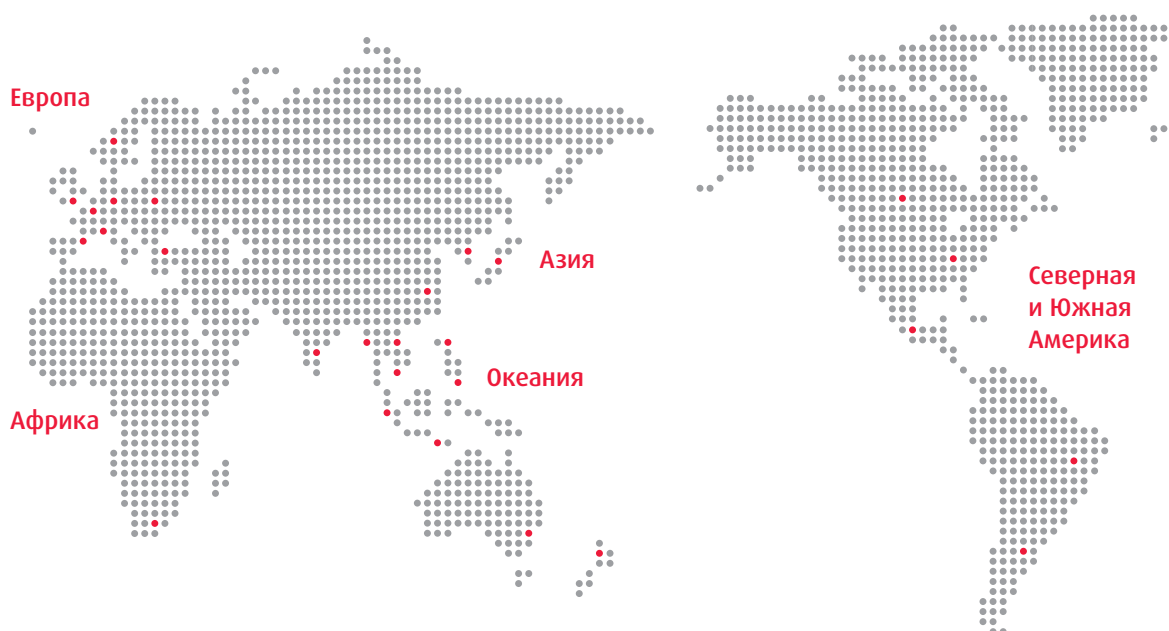 Европа
Азия
Северная
и Южная
Америка
Океания
Африка